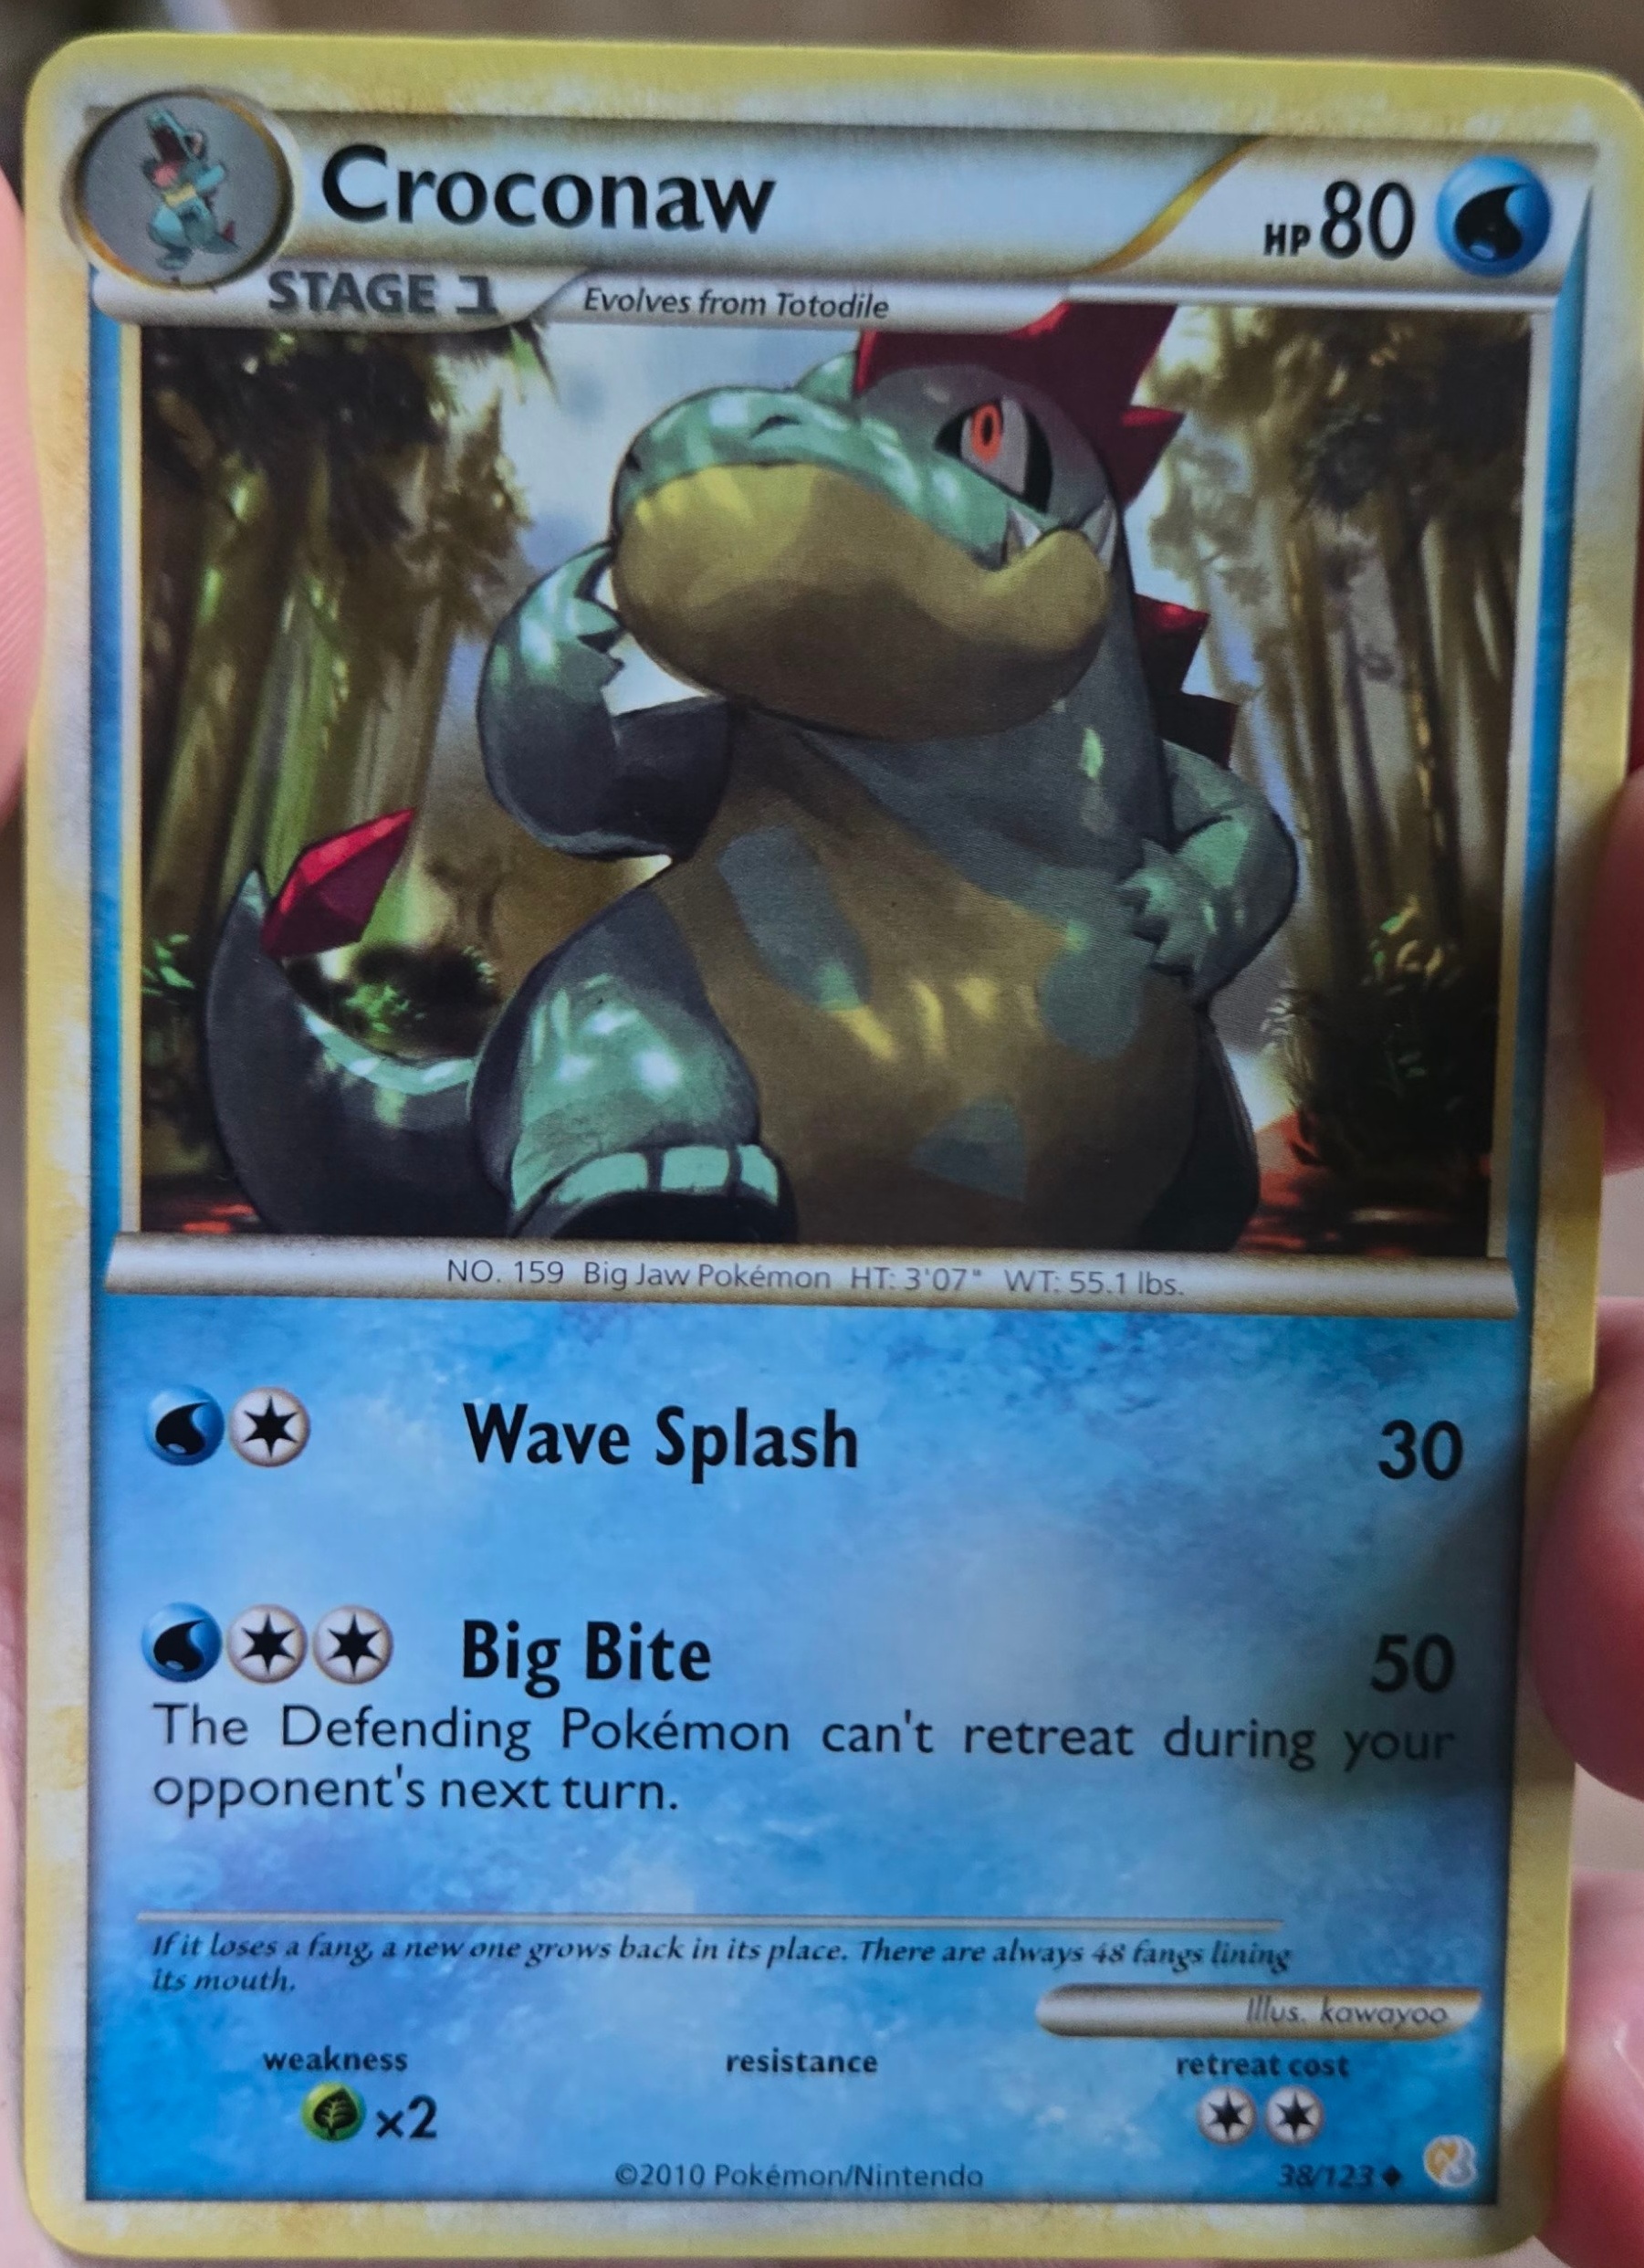 Croconaw
HP 80
STAGE 1
Evolves from Totodile
NO. 159 Big Jaw Pokémon HT: 3'07" WT: 55.1 lbs.
Wave Splash 30
Big Bite 50
The Defending Pokémon can't retreat during your
opponent's next turn.
If it loses a fang, a new one grows back in its place. There are always 48 fangs lining
its mouth.
Illus. kawayoo
weakness resistance retreat cost
x2
©2010 Pokémon/Nintendo 38/123